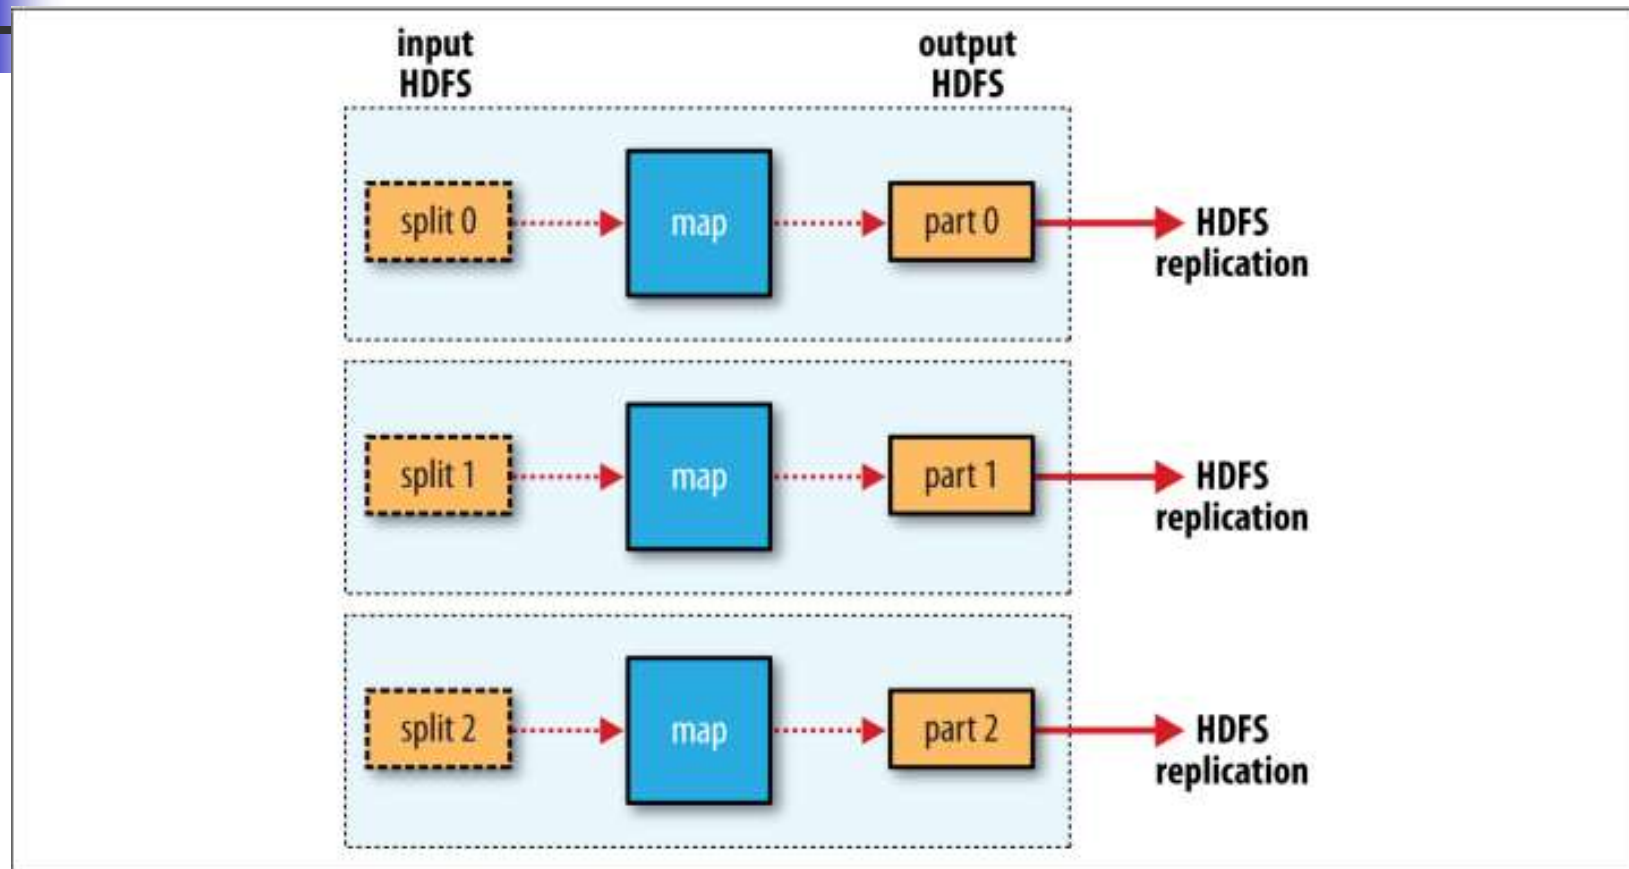 input
HDFS
output
HDFS
split 0
map
part 0
HDFS
replication
split 1
map
part 1
HDFS
replication
split 2
map
part 2
HDFS
replication